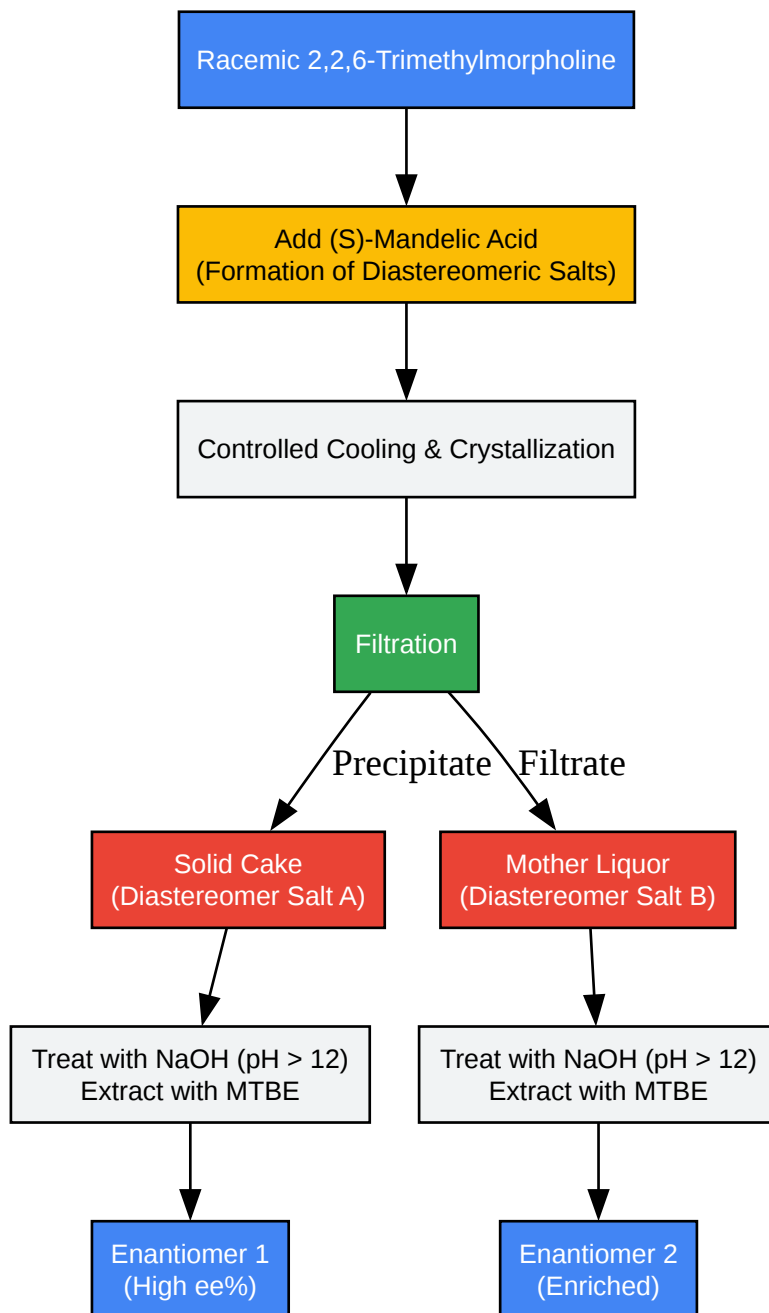 Racemic 2,2,6-Trimethylmorpholine
Add (S)-Mandelic Acid
(Formation of Diastereomeric Salts)
Controlled Cooling & Crystallization
Filtration
Precipitate
Filtrate
Solid Cake
(Diastereomer Salt A)
Mother Liquor
(Diastereomer Salt B)
Treat with NaOH (pH > 12)
Extract with MTBE
Treat with NaOH (pH > 12)
Extract with MTBE
Enantiomer 1
(High ee%)
Enantiomer 2
(Enriched)